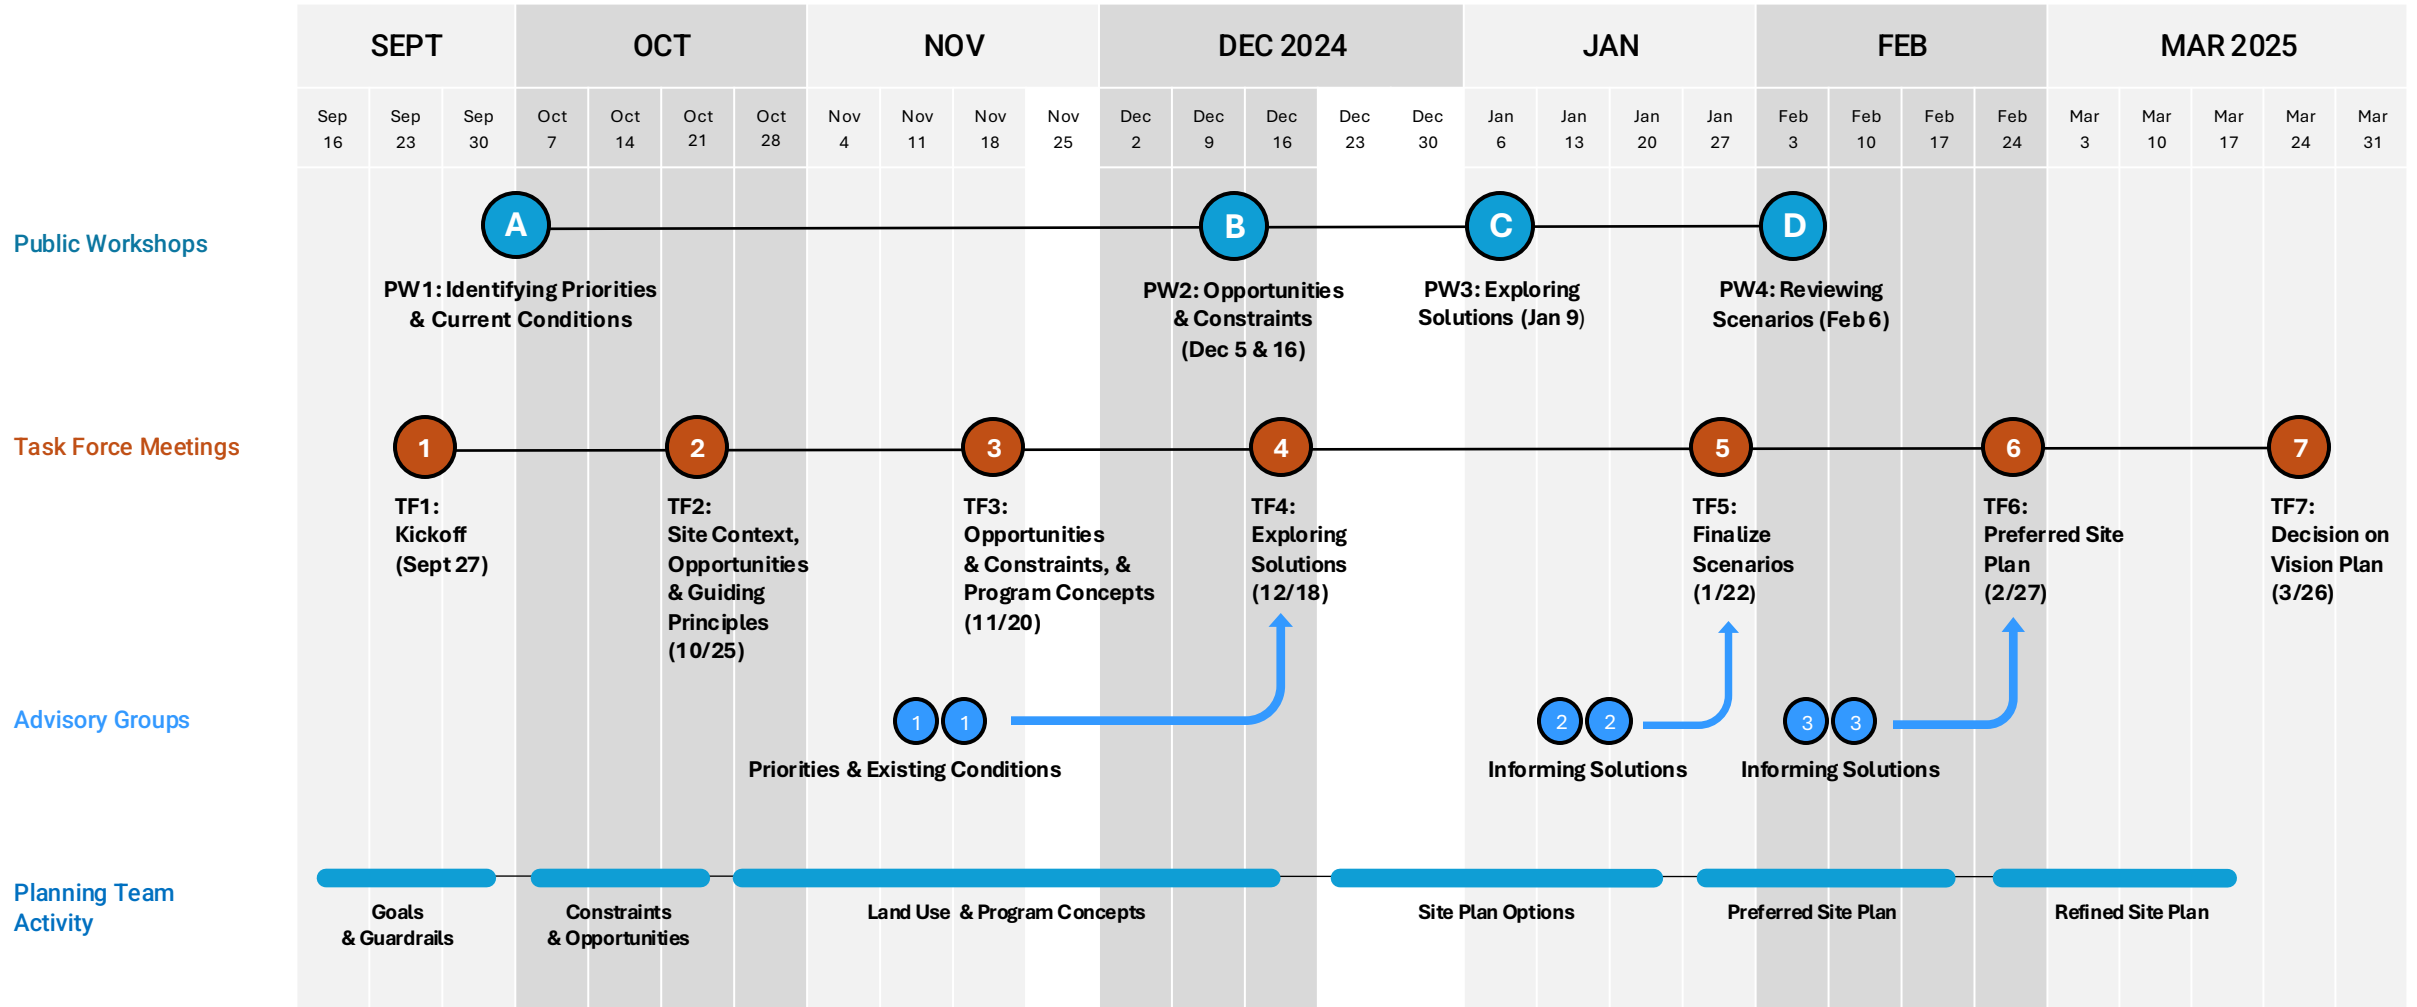 SEPT
OCT
NOV
DEC 2024
JAN
FEB
MAR 2025
Sep 16
Sep 23
Sep 30
Oct 7
Oct 14
Oct 21
Oct 28
Nov 4
Nov 11
Nov 18
Nov 25
Dec 2
Dec 9
Dec 16
Dec 23
Dec 30
Jan 6
Jan 13
Jan 20
Jan 27
Feb 3
Feb 10
Feb 17
Feb 24
Mar 3
Mar 10
Mar 17
Mar 24
Mar 31
Public Workshops
A
B
C
D
PW1: Identifying Priorities
& Current Conditions
PW2: Opportunities
& Constraints
(Dec 5 & 16)
PW3: Exploring
Solutions (Jan 9)
PW4: Reviewing
Scenarios (Feb 6)
Task Force Meetings
1
2
3
4
5
6
7
TF1:
Kickoff
(Sept 27)
TF2:
Site Context,
Opportunities
& Guiding
Principles
(10/25)
TF3:
Opportunities
& Constraints, &
Program Concepts
(11/20)
TF4:
Exploring
Solutions
(12/18)
TF5:
Finalize
Scenarios
(1/22)
TF6:
Preferred Site
Plan
(2/27)
TF7:
Decision on
Vision Plan
(3/26)
Advisory Groups
1
1
2
2
3
3
Priorities & Existing Conditions
Informing Solutions
Informing Solutions
Planning Team
Activity
Goals
& Guardrails
Constraints
& Opportunities
Land Use & Program Concepts
Site Plan Options
Preferred Site Plan
Refined Site Plan